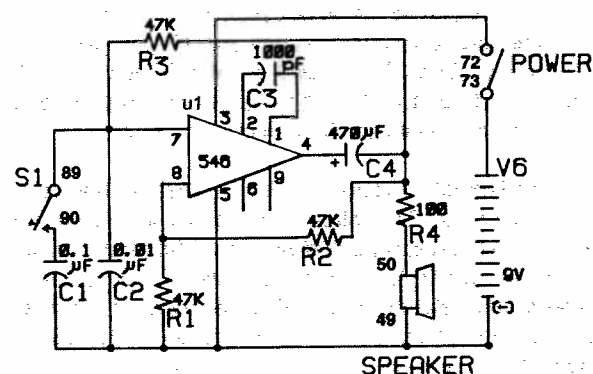 47K
R3
1000
pF
C3
72
73
POWER
u1
3
2
1
7
546
4
470µF
+
C4
8
5
6
9
S1
89
90
V6
9V
(-)
100
R4
47K
R2
0.1
µF
C1
0.01
µF
C2
47K
R1
50
49
SPEAKER